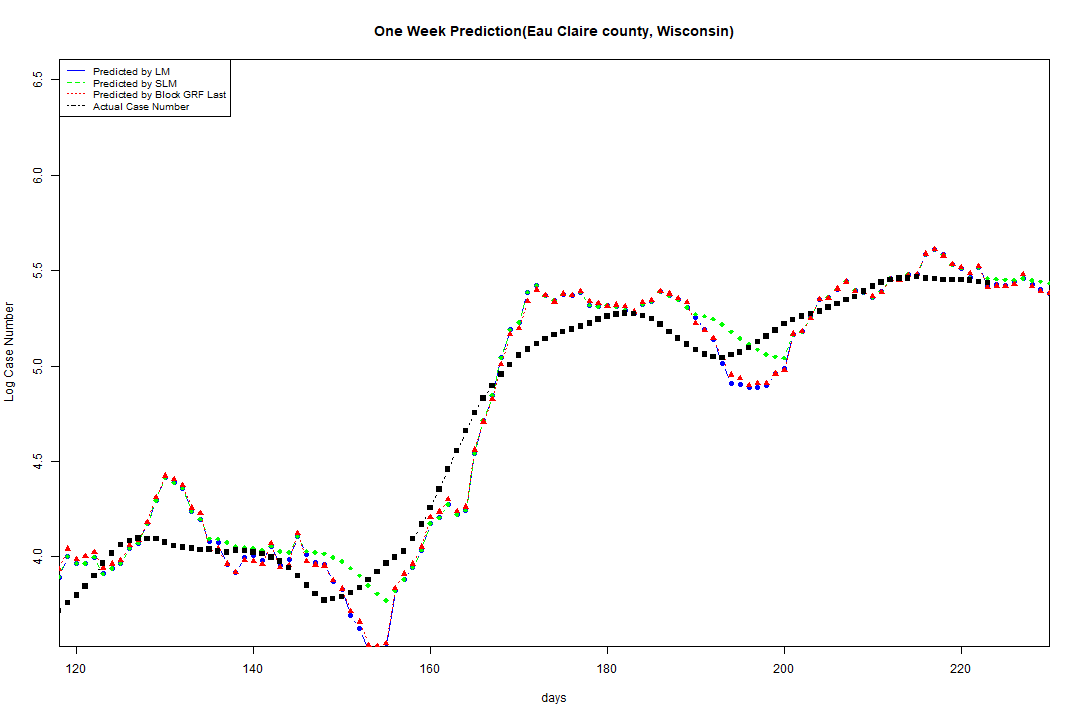 One Week Prediction(Eau Claire county, Wisconsin)
Predicted by LM
Predicted by SLM
Predicted by Block GRF Last
Actual Case Number
6.5
6.0
5.5
5.0
4.5
4.0
Log Case Number
120 140 160 180 200 220
days